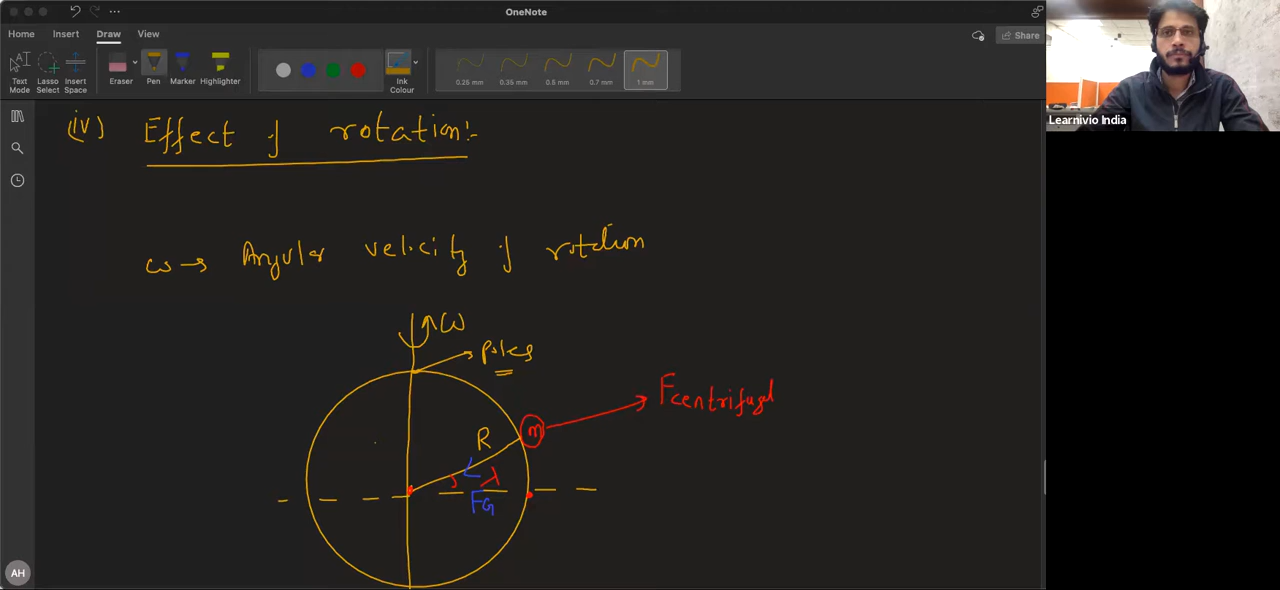 OneNote
Home Insert Draw View
Share
Text Mode
Lasso Select
Insert Space
Eraser
Pen
Marker
Highlighter
Ink Colour
0.25 mm
0.35 mm
0.5 mm
0.7 mm
1 mm
Learnivio India
(iv) Effect of rotation:-
ω → Angular velocity of rotation
ω
poles
Fcentrifugal
m
R
λ
FG
AH